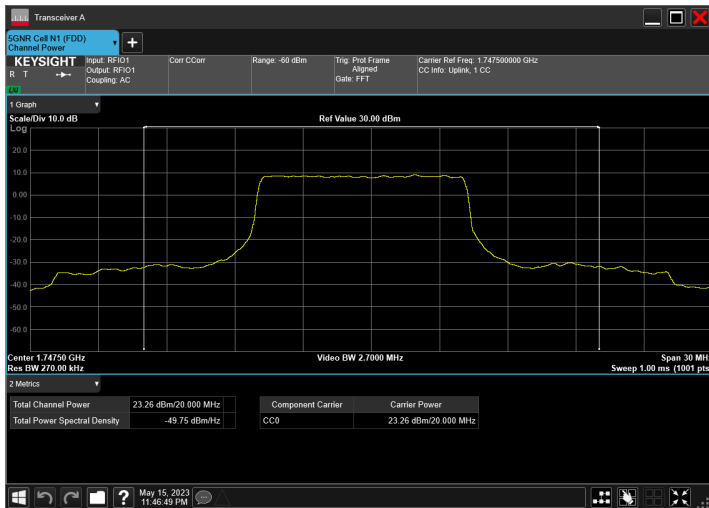 Transceiver A
5GNR Cell N1 (FDD)
Channel Power
+
KEYSIGHT
R T
LXI
Input: RFIO1
Output: RFIO1
Coupling: AC
Corr CCorr
Range: -60 dBm
Trig: Prot Frame
Aligned
Gate: FFT
Carrier Ref Freq: 1.747500000 GHz
CC Info: Uplink, 1 CC
1 Graph
Scale/Div 10.0 dB
Ref Value 30.00 dBm
Log
20.0
10.0
0.00
-10.0
-20.0
-30.0
-40.0
-50.0
-60.0
Center 1.74750 GHz
Video BW 2.7000 MHz
Span 30 MH
Res BW 270.00 kHz
Sweep 1.00 ms (1001 pts
2 Metrics
Total Channel Power 23.26 dBm/20.000 MHz
Total Power Spectral Density -49.75 dBm/Hz
Component Carrier Carrier Power
CC0 23.26 dBm/20.000 MHz
?
May 15, 2023
11:46:49 PM